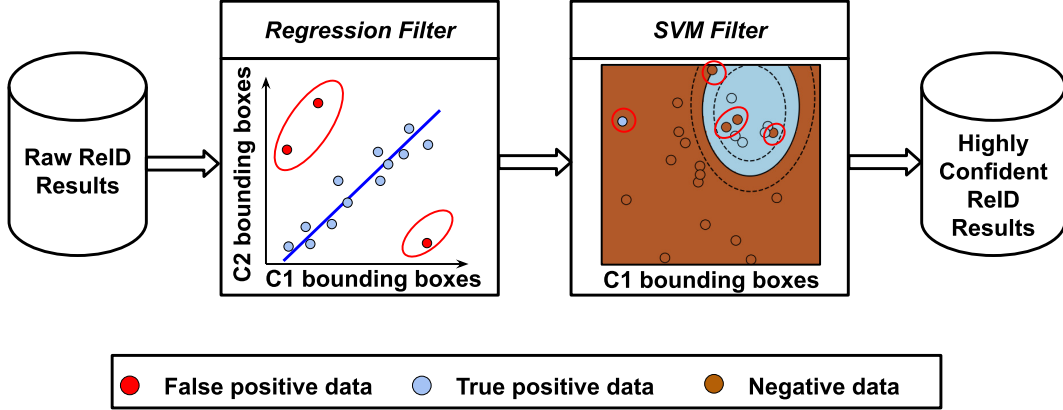 Raw ReID
Results
Regression Filter
C2 bounding boxes
C1 bounding boxes
SVM Filter
C1 bounding boxes
Highly
Confident
ReID
Results
False positive data
True positive data
Negative data